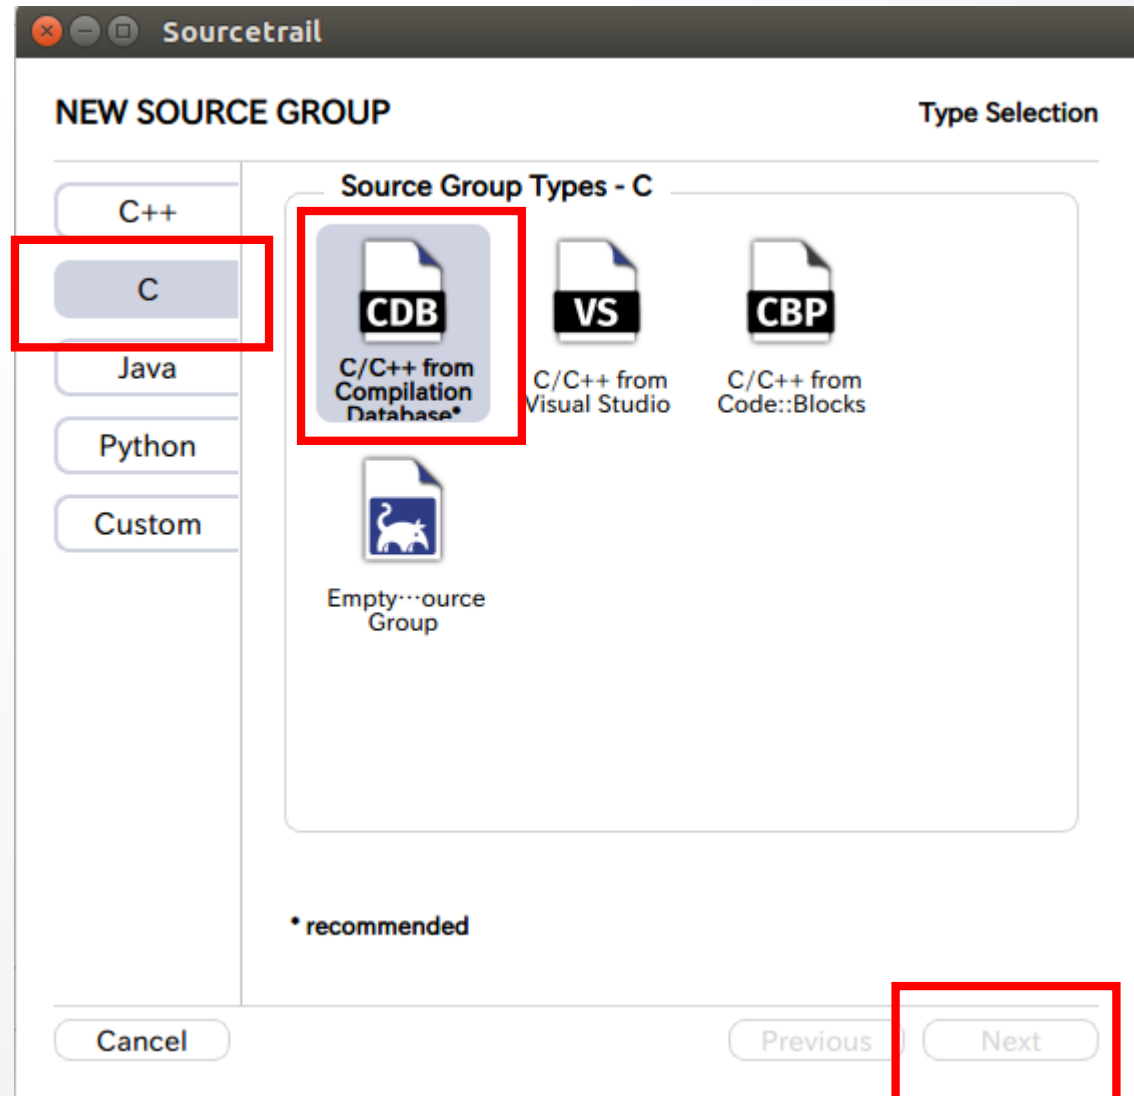 Sourcetrail
NEW SOURCE GROUP
Type Selection
C++
C
Java
Python
Custom
Source Group Types - C
CDB
C/C++ from
Compilation
Database*
VS
C/C++ from
Visual Studio
CBP
C/C++ from
Code::Blocks
Empty⋯ource
Group
* recommended
Cancel
Previous
Next